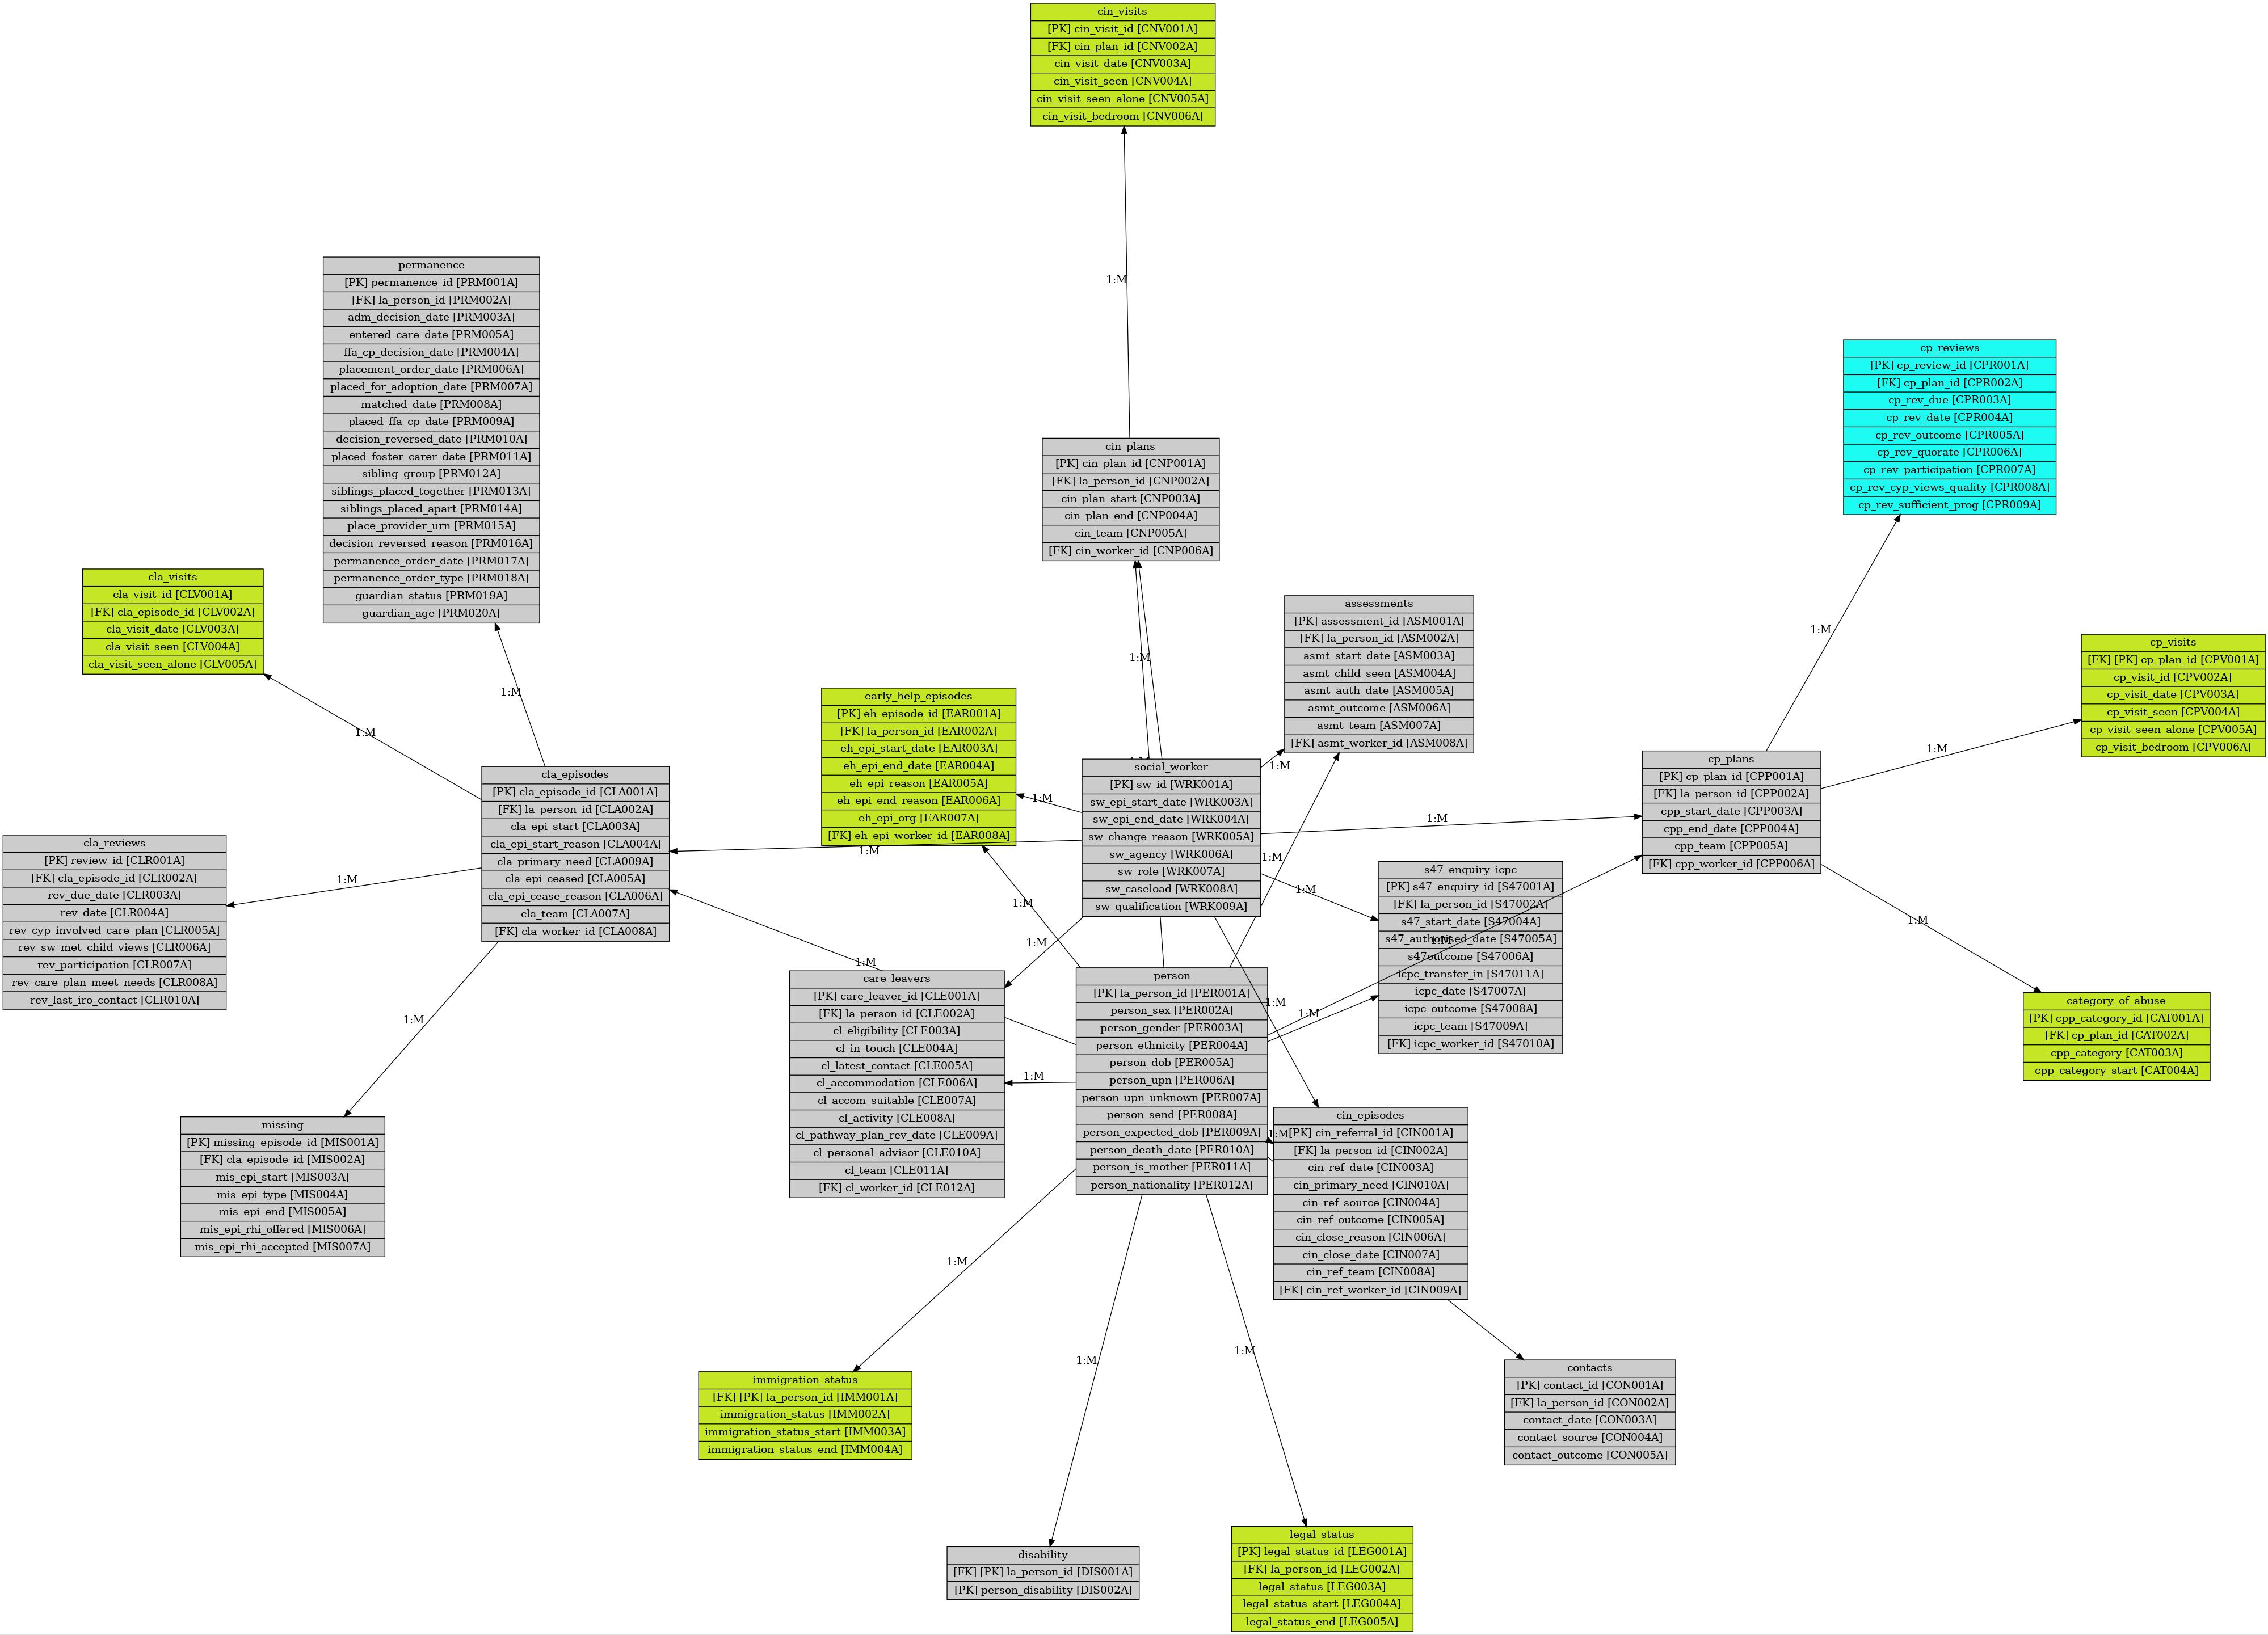 cin_visits
[PK] cin_visit_id [CNV001A]
[FK] cin_plan_id [CNV002A]
cin_visit_date [CNV003A]
cin_visit_seen [CNV004A]
cin_visit_seen_alone [CNV005A]
cin_visit_bedroom [CNV006A]
1:M
permanence
[PK] permanence_id [PRM001A]
[FK] la_person_id [PRM002A]
adm_decision_date [PRM003A]
entered_care_date [PRM005A]
ffa_cp_decision_date [PRM004A]
placement_order_date [PRM006A]
placed_for_adoption_date [PRM007A]
matched_date [PRM008A]
placed_ffa_cp_date [PRM009A]
decision_reversed_date [PRM010A]
placed_foster_carer_date [PRM011A]
sibling_group [PRM012A]
siblings_placed_together [PRM013A]
siblings_placed_apart [PRM014A]
place_provider_urn [PRM015A]
decision_reversed_reason [PRM016A]
permanence_order_date [PRM017A]
permanence_order_type [PRM018A]
guardian_status [PRM019A]
guardian_age [PRM020A]
cp_reviews
[PK] cp_review_id [CPR001A]
[FK] cp_plan_id [CPR002A]
cp_rev_due [CPR003A]
cp_rev_date [CPR004A]
cp_rev_outcome [CPR005A]
cp_rev_quorate [CPR006A]
cp_rev_participation [CPR007A]
cp_rev_cyp_views_quality [CPR008A]
cp_rev_sufficient_prog [CPR009A]
cin_plans
[PK] cin_plan_id [CNP001A]
[FK] la_person_id [CNP002A]
cin_plan_start [CNP003A]
cin_plan_end [CNP004A]
cin_team [CNP005A]
[FK] cin_worker_id [CNP006A]
cla_visits
cla_visit_id [CLV001A]
[FK] cla_episode_id [CLV002A]
cla_visit_date [CLV003A]
cla_visit_seen [CLV004A]
cla_visit_seen_alone [CLV005A]
1:M
1:M
1:M
1:M
assessments
[PK] assessment_id [ASM001A]
[FK] la_person_id [ASM002A]
asmt_start_date [ASM003A]
asmt_child_seen [ASM004A]
asmt_auth_date [ASM005A]
asmt_outcome [ASM006A]
asmt_team [ASM007A]
[FK] asmt_worker_id [ASM008A]
cp_visits
[FK] [PK] cp_plan_id [CPV001A]
cp_visit_id [CPV002A]
cp_visit_date [CPV003A]
cp_visit_seen [CPV004A]
cp_visit_seen_alone [CPV005A]
cp_visit_bedroom [CPV006A]
1:M
early_help_episodes
[PK] eh_episode_id [EAR001A]
[FK] la_person_id [EAR002A]
eh_epi_start_date [EAR003A]
eh_epi_end_date [EAR004A]
eh_epi_reason [EAR005A]
eh_epi_end_reason [EAR006A]
eh_epi_org [EAR007A]
[FK] eh_epi_worker_id [EAR008A]
1:M
1:M
social_worker
[PK] sw_id [WRK001A]
sw_epi_start_date [WRK003A]
sw_epi_end_date [WRK004A]
sw_change_reason [WRK005A]
sw_agency [WRK006A]
sw_role [WRK007A]
sw_caseload [WRK008A]
sw_qualification [WRK009A]
cp_plans
[PK] cp_plan_id [CPP001A]
[FK] la_person_id [CPP002A]
cpp_start_date [CPP003A]
cpp_end_date [CPP004A]
cpp_team [CPP005A]
[FK] cpp_worker_id [CPP006A]
cla_episodes
[PK] cla_episode_id [CLA001A]
[FK] la_person_id [CLA002A]
cla_epi_start [CLA003A]
cla_epi_start_reason [CLA004A]
cla_primary_need [CLA009A]
cla_epi_ceased [CLA005A]
cla_epi_cease_reason [CLA006A]
cla_team [CLA007A]
[FK] cla_worker_id [CLA008A]
1:M
1:M
1:M
1:M
1:M
1:M
1:M
1:M
cla_reviews
[PK] review_id [CLR001A]
[FK] cla_episode_id [CLR002A]
rev_due_date [CLR003A]
rev_date [CLR004A]
rev_cyp_involved_care_plan [CLR005A]
rev_sw_met_child_views [CLR006A]
rev_participation [CLR007A]
rev_care_plan_meet_needs [CLR008A]
rev_last_iro_contact [CLR010A]
s47_enquiry_icpc
[PK] s47_enquiry_id [S47001A]
[FK] la_person_id [S47002A]
s47_start_date [S47004A]
s47_authorised_date [S47005A]
1:M
s47outcome [S47006A]
icpc_transfer_in [S47011A]
icpc_date [S47007A]
icpc_outcome [S47008A]
icpc_team [S47009A]
[FK] icpc_worker_id [S47010A]
1:M
1:M
1:M
1:M
1:M
1:M
care_leavers
[PK] care_leaver_id [CLE001A]
[FK] la_person_id [CLE002A]
cl_eligibility [CLE003A]
cl_in_touch [CLE004A]
cl_latest_contact [CLE005A]
cl_accommodation [CLE006A]
cl_accom_suitable [CLE007A]
cl_activity [CLE008A]
cl_pathway_plan_rev_date [CLE009A]
cl_personal_advisor [CLE010A]
cl_team [CLE011A]
[FK] cl_worker_id [CLE012A]
person
[PK] la_person_id [PER001A]
person_sex [PER002A]
person_gender [PER003A]
person_ethnicity [PER004A]
person_dob [PER005A]
person_upn [PER006A]
person_upn_unknown [PER007A]
person_send [PER008A]
person_expected_dob [PER009A]
person_death_date [PER010A]
person_is_mother [PER011A]
person_nationality [PER012A]
category_of_abuse
[PK] cpp_category_id [CAT001A]
[FK] cp_plan_id [CAT002A]
cpp_category [CAT003A]
cpp_category_start [CAT004A]
missing
[PK] missing_episode_id [MIS001A]
[FK] cla_episode_id [MIS002A]
mis_epi_start [MIS003A]
mis_epi_type [MIS004A]
mis_epi_end [MIS005A]
mis_epi_rhi_offered [MIS006A]
mis_epi_rhi_accepted [MIS007A]
1:M
cin_episodes
[PK] cin_referral_id [CIN001A]
[FK] la_person_id [CIN002A]
cin_ref_date [CIN003A]
cin_primary_need [CIN010A]
cin_ref_source [CIN004A]
cin_ref_outcome [CIN005A]
cin_close_reason [CIN006A]
cin_close_date [CIN007A]
cin_ref_team [CIN008A]
[FK] cin_ref_worker_id [CIN009A]
1:M
1:M
1:M
immigration_status
[FK] [PK] la_person_id [IMM001A]
immigration_status [IMM002A]
immigration_status_start [IMM003A]
immigration_status_end [IMM004A]
contacts
[PK] contact_id [CON001A]
[FK] la_person_id [CON002A]
contact_date [CON003A]
contact_source [CON004A]
contact_outcome [CON005A]
disability
[FK] [PK] la_person_id [DIS001A]
[PK] person_disability [DIS002A]
legal_status
[PK] legal_status_id [LEG001A]
[FK] la_person_id [LEG002A]
legal_status [LEG003A]
legal_status_start [LEG004A]
legal_status_end [LEG005A]